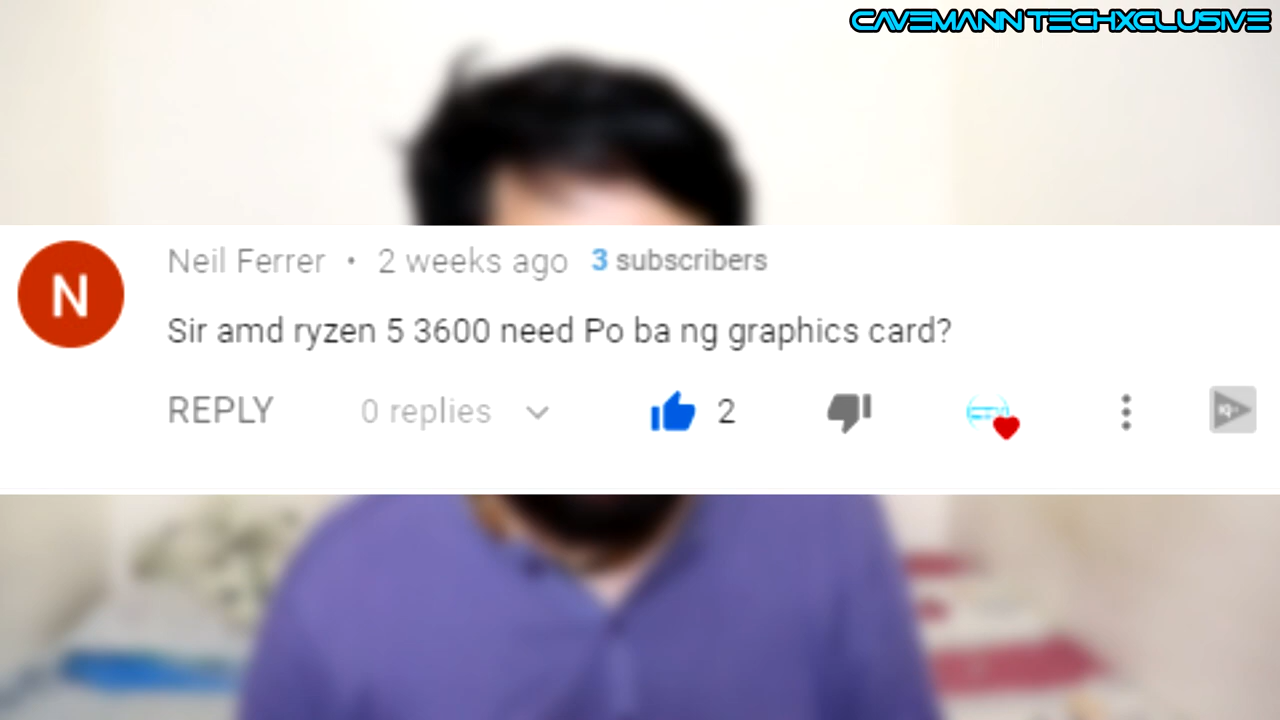 CAVEMANN TECHXCLUSIVE
N
Neil Ferrer • 2 weeks ago 3 subscribers
Sir amd ryzen 5 3600 need Po ba ng graphics card?
REPLY 0 replies 2